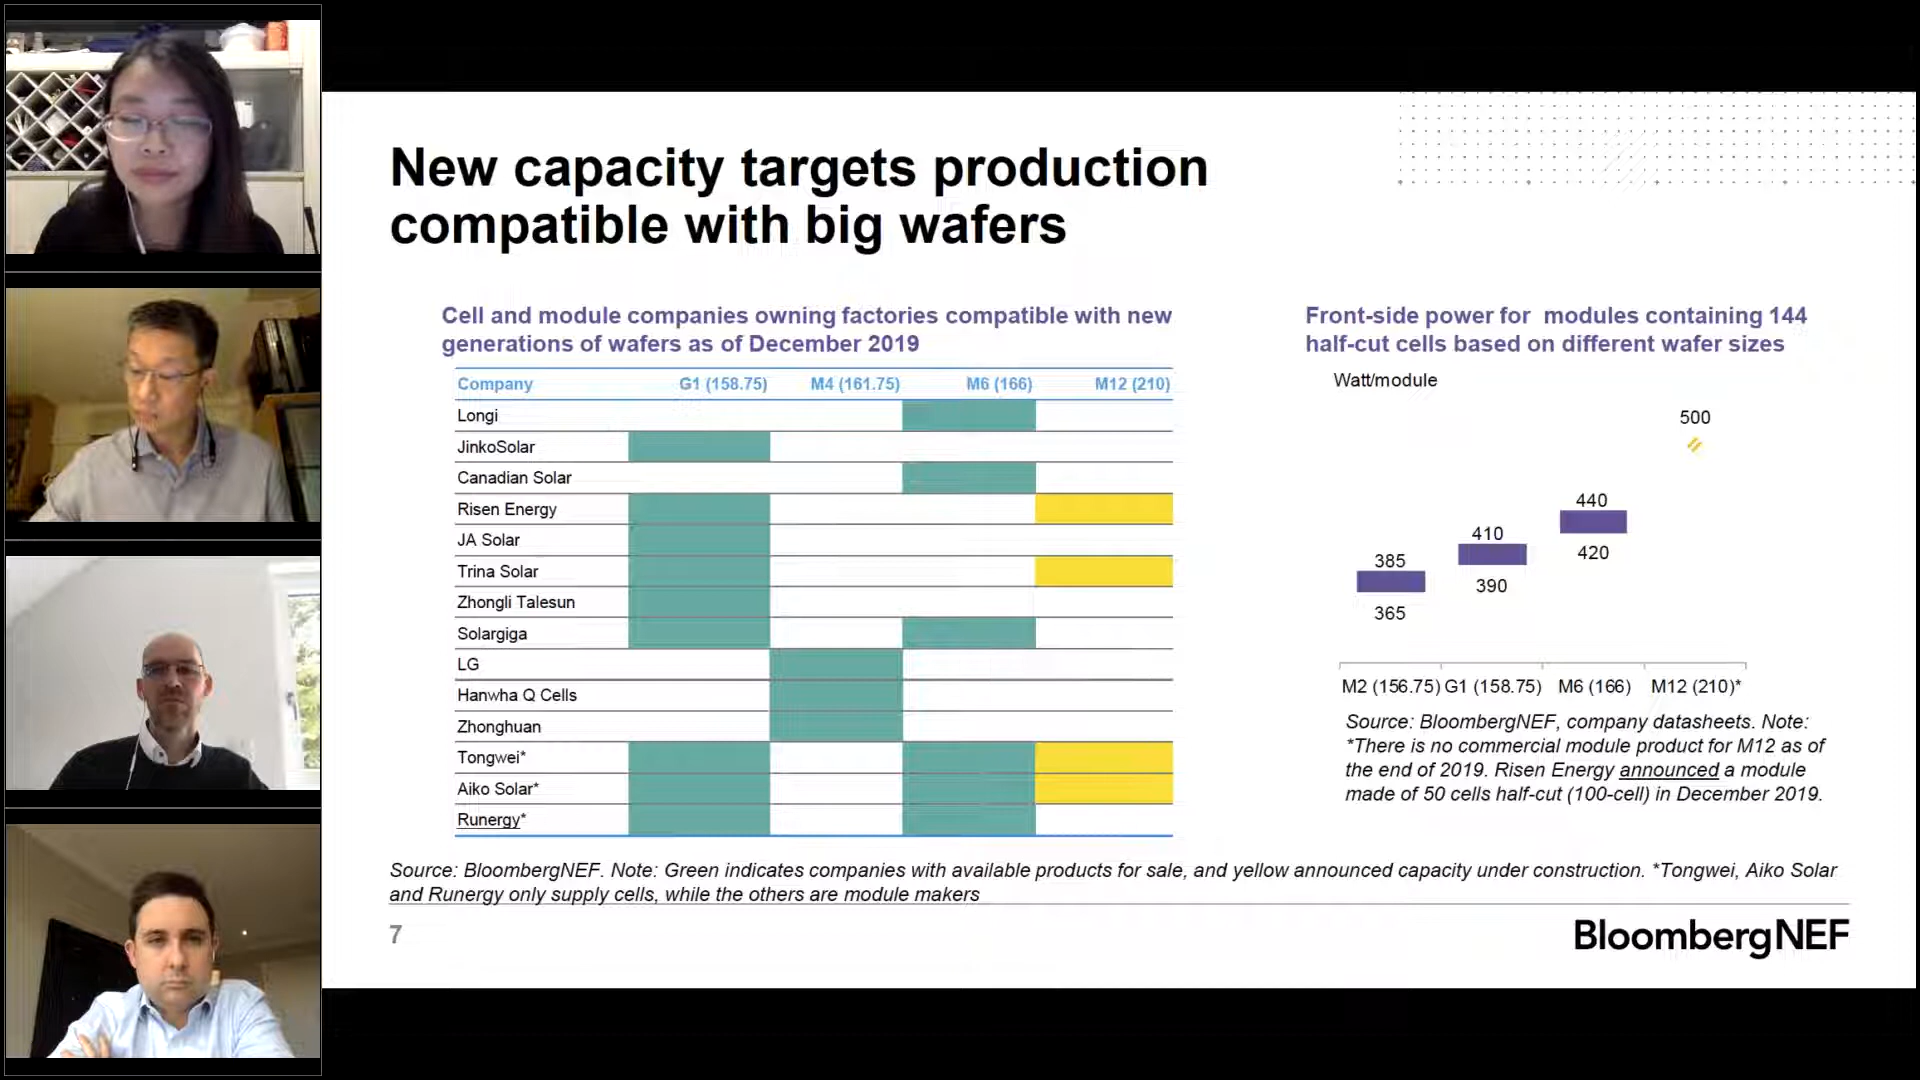 New capacity targets production
compatible with big wafers
Cell and module companies owning factories compatible with new
generations of wafers as of December 2019
Company G1 (158.75) M4 (161.75) M6 (166) M12 (210)
Longi
JinkoSolar
Canadian Solar
Risen Energy
JA Solar
Trina Solar
Zhongli Talesun
Solargiga
LG
Hanwha Q Cells
Zhonghuan
Tongwei*
Aiko Solar*
Runergy*
Front-side power for modules containing 144
half-cut cells based on different wafer sizes
Watt/module
500
440
410
420
385
390
365
M2 (156.75) G1 (158.75) M6 (166) M12 (210)*
Source: BloombergNEF, company datasheets. Note:
*There is no commercial module product for M12 as of
the end of 2019. Risen Energy announced a module
made of 50 cells half-cut (100-cell) in December 2019.
Source: BloombergNEF. Note: Green indicates companies with available products for sale, and yellow announced capacity under construction. *Tongwei, Aiko Solar
and Runergy only supply cells, while the others are module makers
7
BloombergNEF